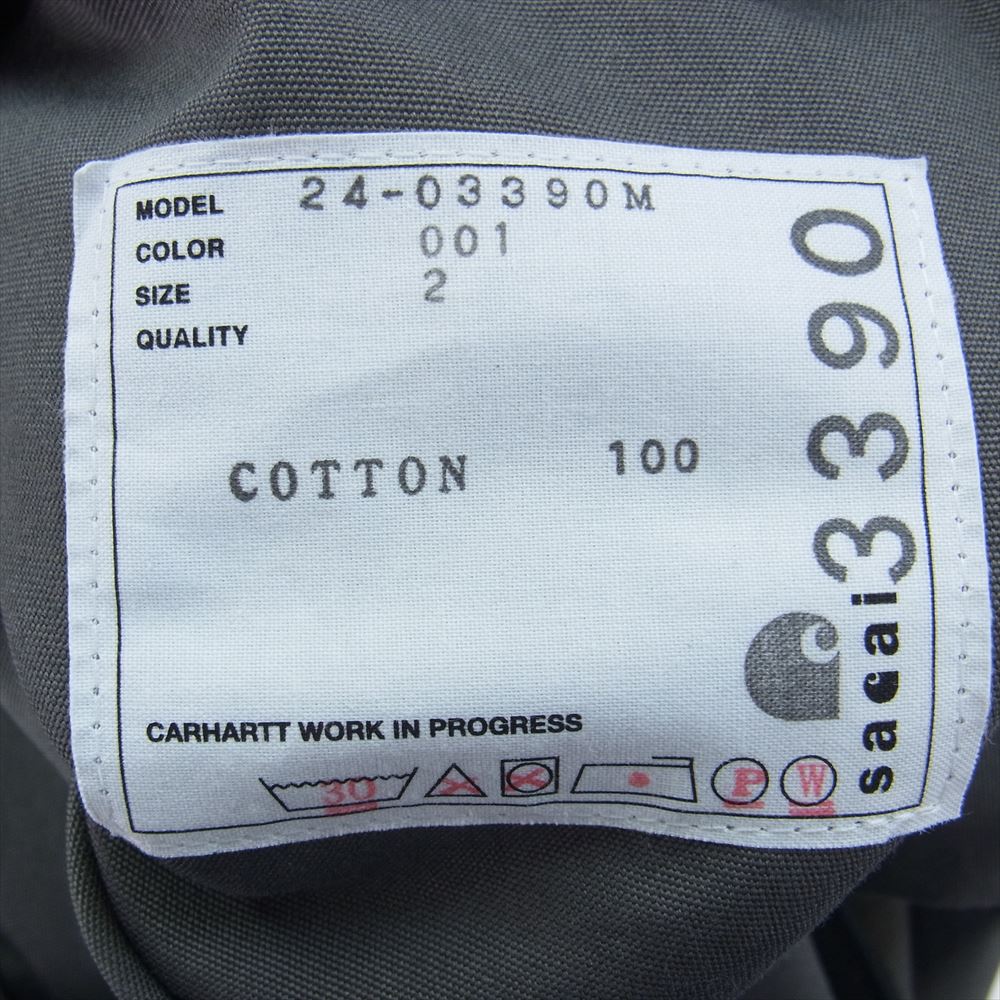 MODEL 24-03390M
COLOR 001
SIZE 2
QUALITY
COTTON 100
CARHARTT WORK IN PROGRESS
30 P W
sacai 3390